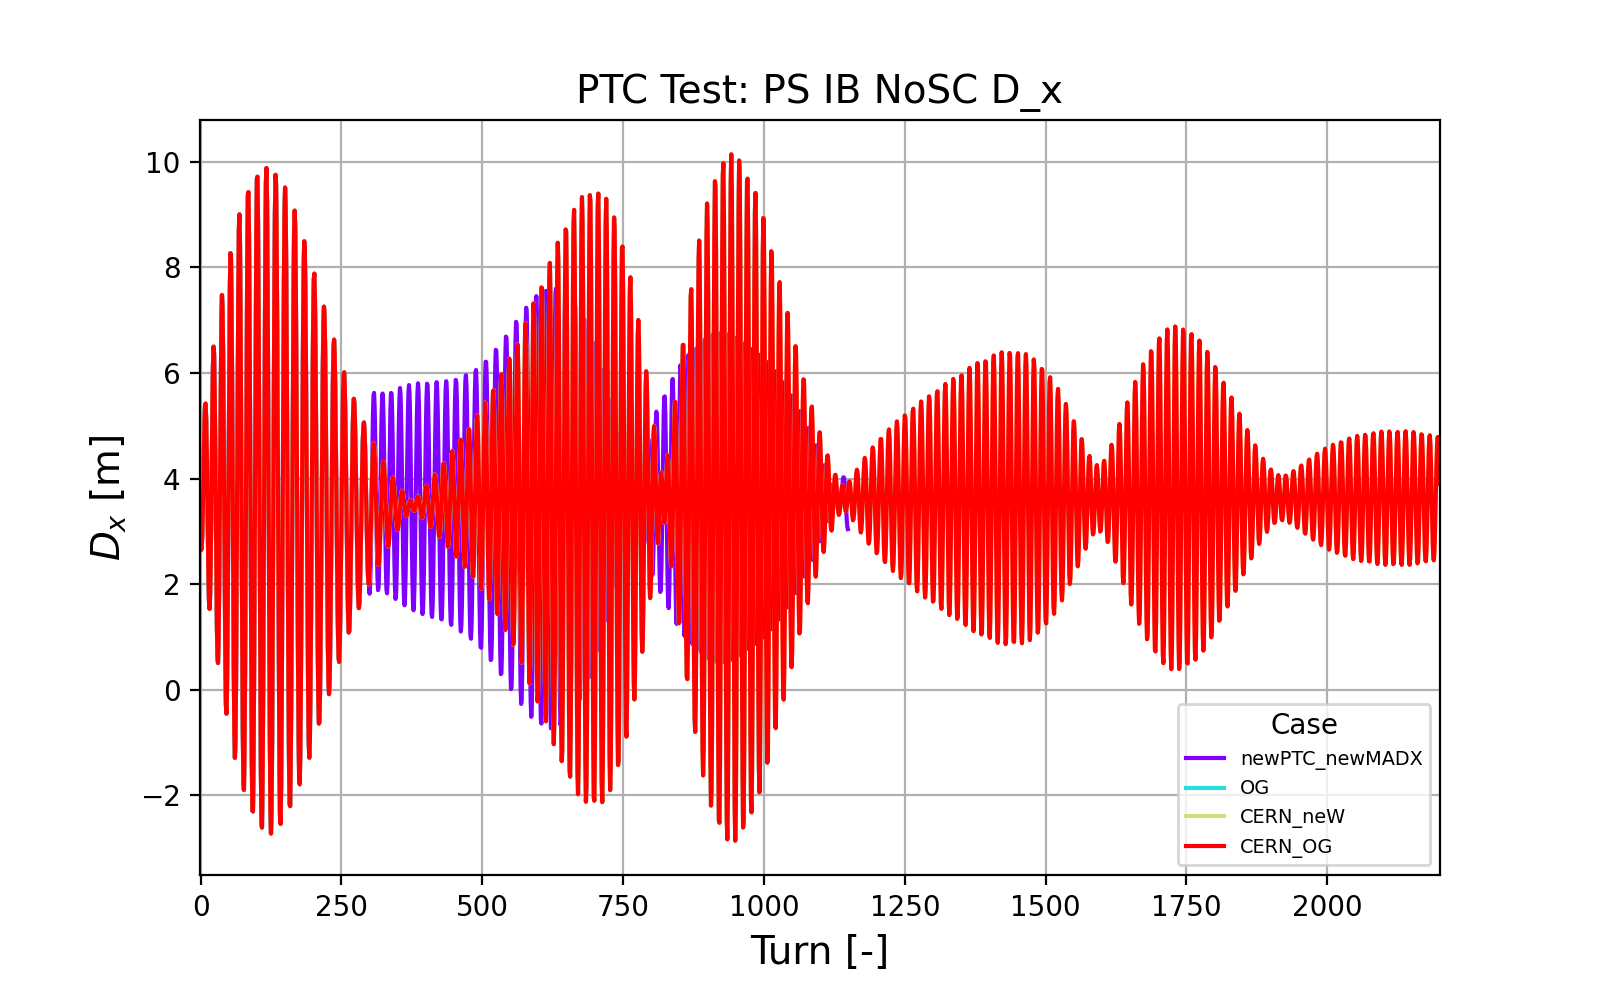 PTC Test: PS IB NoSC D_x
10
8
6
4
2
0
−2
D_x [m]
0 250 500 750 1000 1250 1500 1750 2000
Turn [-]
Case
newPTC_newMADX
OG
CERN_neW
CERN_OG